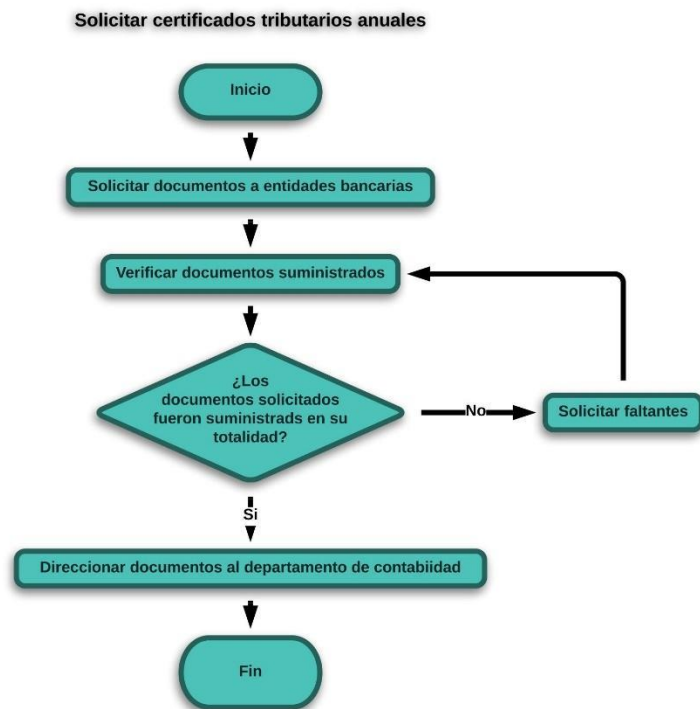 Solicitar certificados tributarios anuales
Inicio
Solicitar documentos a entidades bancarias
Verificar documentos suministrados
¿Los
documentos solicitados
fueron suministrads en su
totalidad?
No
Solicitar faltantes
Si
Direccionar documentos al departamento de contabiidad
Fin